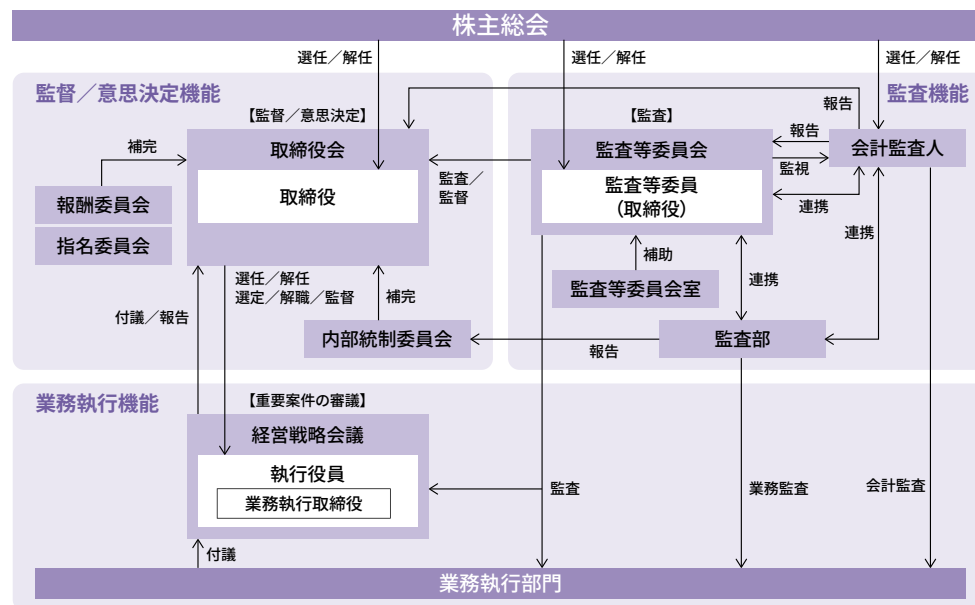 株主総会
選任／解任
選任／解任
選任／解任
監督／意思決定機能
監査機能
【監督／意思決定】
【監査】
報告
取締役会
監査等委員会
会計監査人
報告
監視
補完
取締役
監査／
監督
監査等委員
（取締役）
連携
報酬委員会
指名委員会
連携
選任／解任
選定／解職／監督
補完
補助
連携
監査等委員会室
付議／報告
内部統制委員会
報告
監査部
業務執行機能
【重要案件の審議】
経営戦略会議
執行役員
業務執行取締役
監査
業務監査
会計監査
付議
業務執行部門